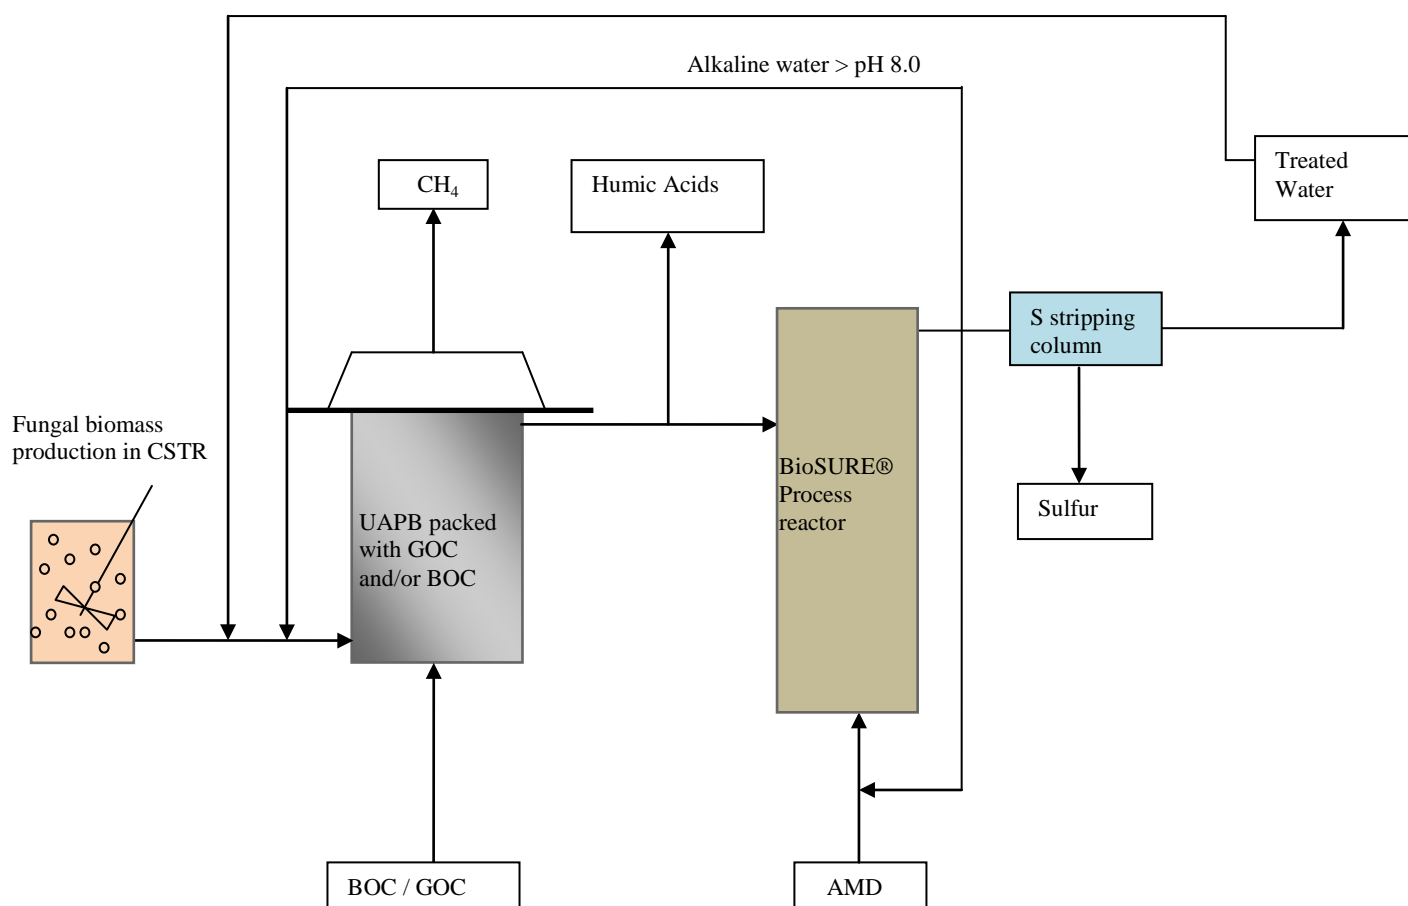 Alkaline water > pH 8.0
Treated
Water
CH₄
Humic Acids
S stripping
column
Fungal biomass
production in CSTR
BioSURE®
Process
reactor
UAPB packed
with GOC
and/or BOC
Sulfur
BOC / GOC
AMD